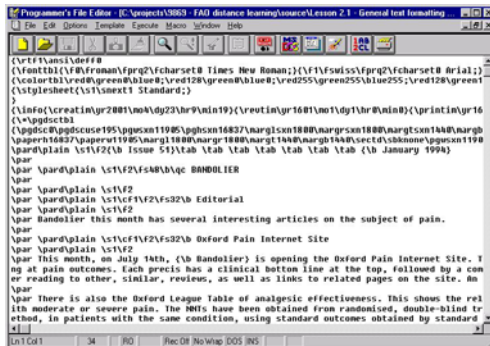 Programmer's File Editor - [C:\projects\9869 - FAO distance learning\source\Lesson 2.1 - General text formatting ...
File Edit Options Template Execute Macro Window Help
{\rtf1\ansi\deff0
{\fonttbl{\f0\froman\fprq2\fcharset0 Times New Roman;}{\f1\fswiss\fprq2\fcharset0 Arial;}
{\colortbl\red0\green0\blue0;\red128\green0\blue0;\red255\green255\blue255;\red128\green1
{\stylesheet{\s1\snext1 Standard;}
}
{\info{\creatim\yr2001\mo4\dy23\hr9\min19}{\revtim\yr1601\mo1\dy1\hr0\min0}{\printim\yr16
{\*\pgdsctbl
{\pgdsc0\pgdscuse195\pgwsxn11905\pghsxn16837\marglsxn1800\margrsxn1800\margtsxn1440\margb
\paperh16837\paperw11905\margl1800\margr1800\margt1440\margb1440\sectd\sbknone\pgwsxn1190
\pard\plain \s1\f2{\b Issue 51}\tab \tab \tab \tab \tab \tab \tab {\b January 1994}
\par
\par \pard\plain \s1\f2\fs48\b\qc BANDOLIER
\par
\par \pard\plain \s1\f2
\par \pard\plain \s1\cf1\f2\fs32\b Editorial
\par \pard\plain \s1\f2
\par Bandolier this month has several interesting articles on the subject of pain.
\par
\par \pard\plain \s1\cf1\f2\fs32\b Oxford Pain Internet Site
\par \pard\plain \s1\f2
\par This month, on July 14th, {\b Bandolier} is opening the Oxford Pain Internet Site. T
ng at pain outcomes. Each precis has a clinical bottom line at the top, followed by a com
er reading to other, similar, reviews, as well as links to related pages on the site. An
\par
\par There is also the Oxford League Table of analgesic effectiveness. This shows the rel
ith moderate or severe pain. The NNTs have been obtained from randomised, double-blind tr
ethod, in patients with the same condition, using standard outcomes obtained by standard
Ln 1 Col 1 34 RO Rec Off No Wrap DOS INS